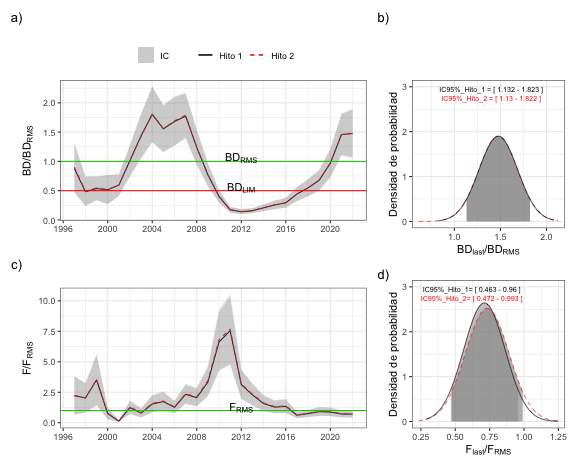 a)
b)
IC
Hito 1
Hito 2
BD/BDRMS
2.0
1.5
1.0
0.5
0.0
BDRMS
BDLIM
1996
2000
2004
2008
2012
2016
2020
Densidad de probabilidad
3
2
1
0
IC95%_Hito_1 = [ 1.132 - 1.823 ]
IC95%_Hito_2 = [ 1.13 - 1.822 ]
1.0
1.5
2.0
BDlast/BDRMS
c)
d)
F/FRMS
10.0
7.5
5.0
2.5
0.0
FRMS
1996
2000
2004
2008
2012
2016
2020
Densidad de probabilidad
3
2
1
0
IC95%_Hito_1= [ 0.463 - 0.96 ]
IC95%_Hito_2= [ 0.472 - 0.993 ]
0.25
0.50
0.75
1.00
1.25
Flast/FRMS